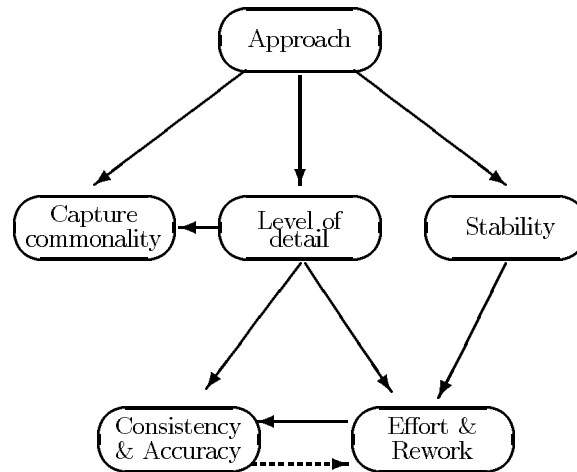 Approach
Capture
commonality
Level of
detail
Stability
Consistency
& Accuracy
Effort &
Rework